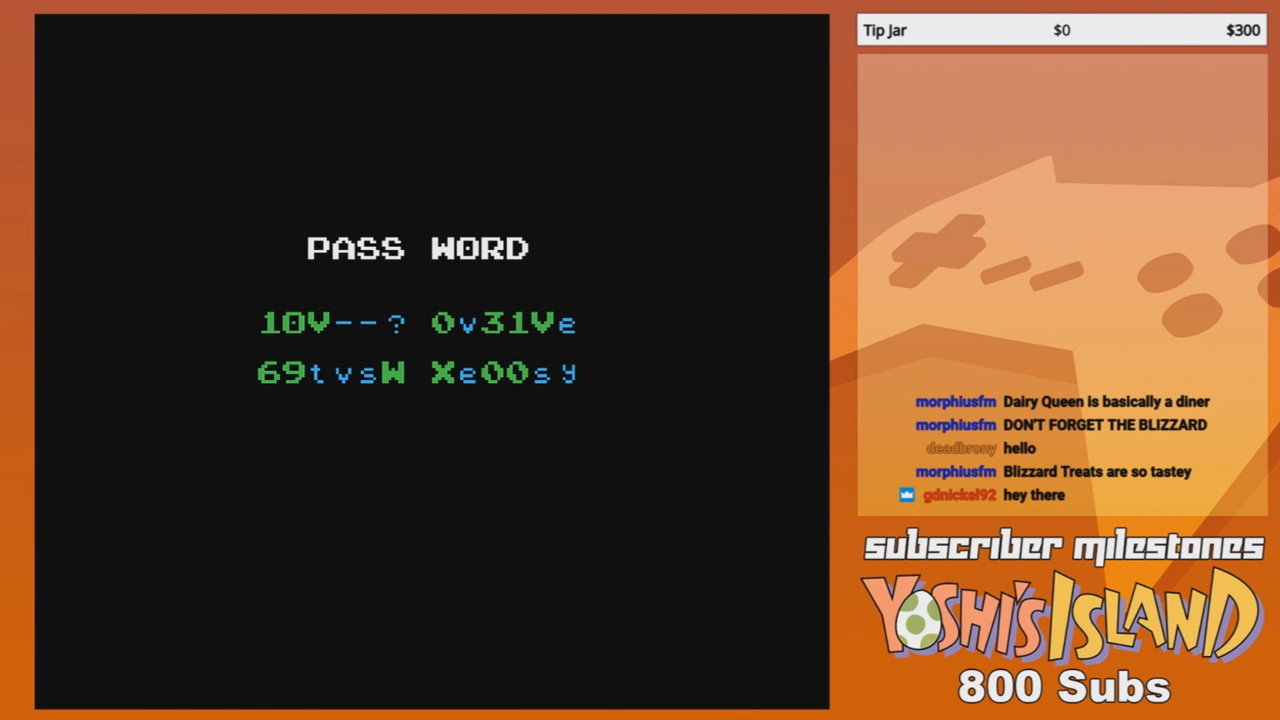 PASS WORD
10V--? 0v31Ve
69tvsW Xe00sy
Tip Jar $0 $300
morphiusfm Dairy Queen is basically a diner
morphiusfm DON'T FORGET THE BLIZZARD
deadbrony hello
morphiusfm Blizzard Treats are so tastey
gdnickel92 hey there
subscriber milestones
YOSHI'S ISLAND
800 Subs